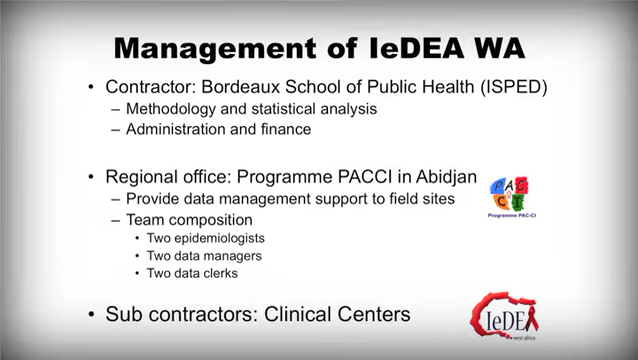 Management of IeDEA WA
• Contractor: Bordeaux School of Public Health (ISPED)
– Methodology and statistical analysis
– Administration and finance
• Regional office: Programme PACCI in Abidjan
– Provide data management support to field sites
– Team composition
• Two epidemiologists
• Two data managers
• Two data clerks
PAC
CI
Programme PAC-CI
• Sub contractors: Clinical Centers
IeDEA
west africa